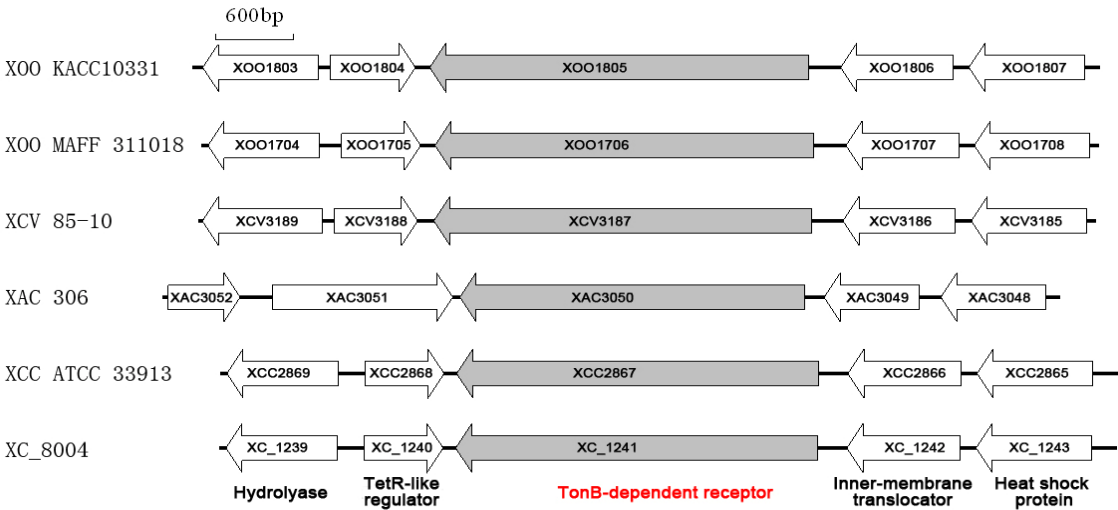 600bp
XOO KACC10331 XOO1803 XOO1804 XOO1805 XOO1806 XOO1807
XOO MAFF 311018 XOO1704 XOO1705 XOO1706 XOO1707 XOO1708
XCV 85-10 XCV3189 XCV3188 XCV3187 XCV3186 XCV3185
XAC 306 XAC3052 XAC3051 XAC3050 XAC3049 XAC3048
XCC ATCC 33913 XCC2869 XCC2868 XCC2867 XCC2866 XCC2865
XC_8004 XC_1239 XC_1240 XC_1241 XC_1242 XC_1243
Hydrolyase
TetR-like
regulator
TonB-dependent receptor
Inner-membrane
translocator
Heat shock
protein